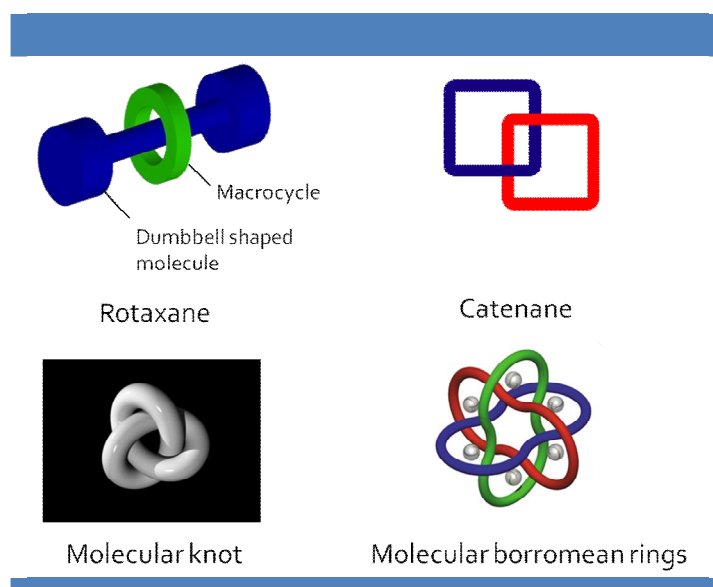 Macrocycle
Dumbbell shaped
molecule
Rotaxane
Catenane
Molecular knot
Molecular borromean rings